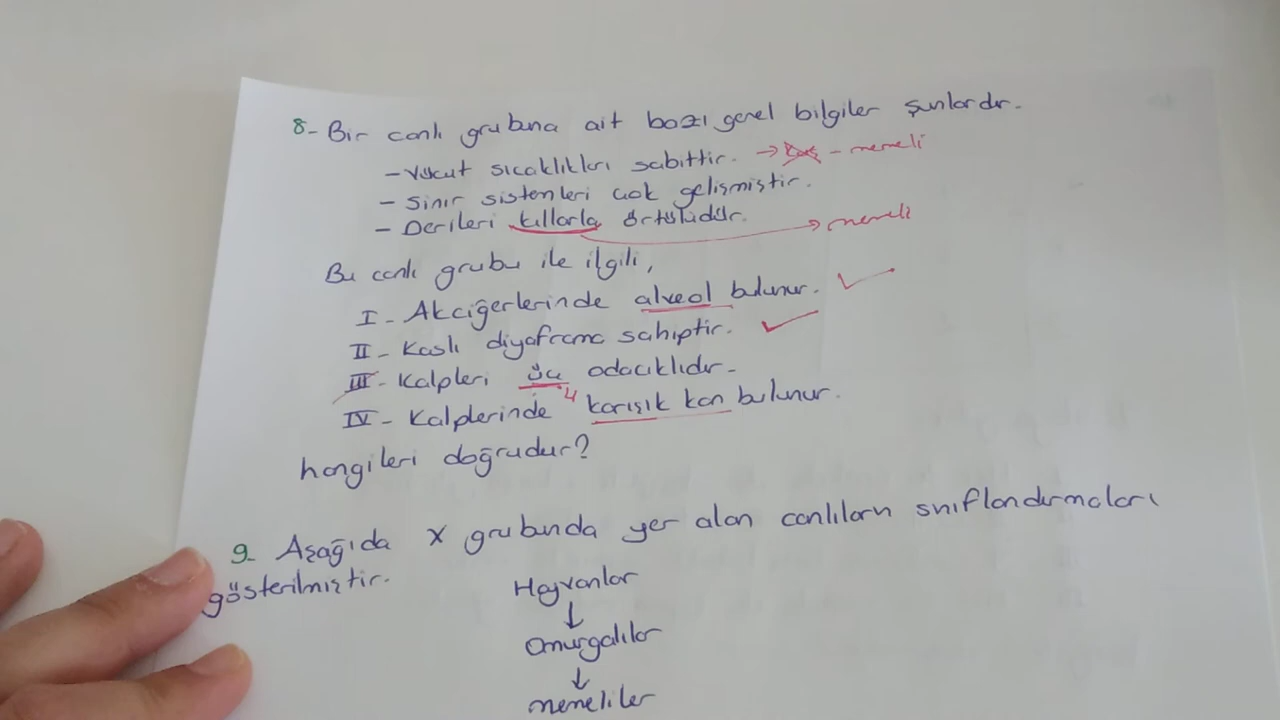 8- Bir canlı grubuna ait bazı genel bilgiler şunlardır.
- Vücut sıcaklıkları sabittir. → - memeli
- Sinir sistemleri çok gelişmiştir.
- Derileri kıllarla örtülüdür. → memeli
Bu canlı grubu ile ilgili,
I - Akciğerlerinde alveol bulunur. ✓
II - Kaslı diyaframa sahiptir. ✓
III - Kalpleri üç odacıklıdır.
4
IV - Kalplerinde karışık kan bulunur.
hangileri doğrudur?
9- Aşağıda X grubunda yer alan canlıların sınıflandırmaları
gösterilmiştir.
Hayvanlar
↓
Omurgalılar
↓
memeliler